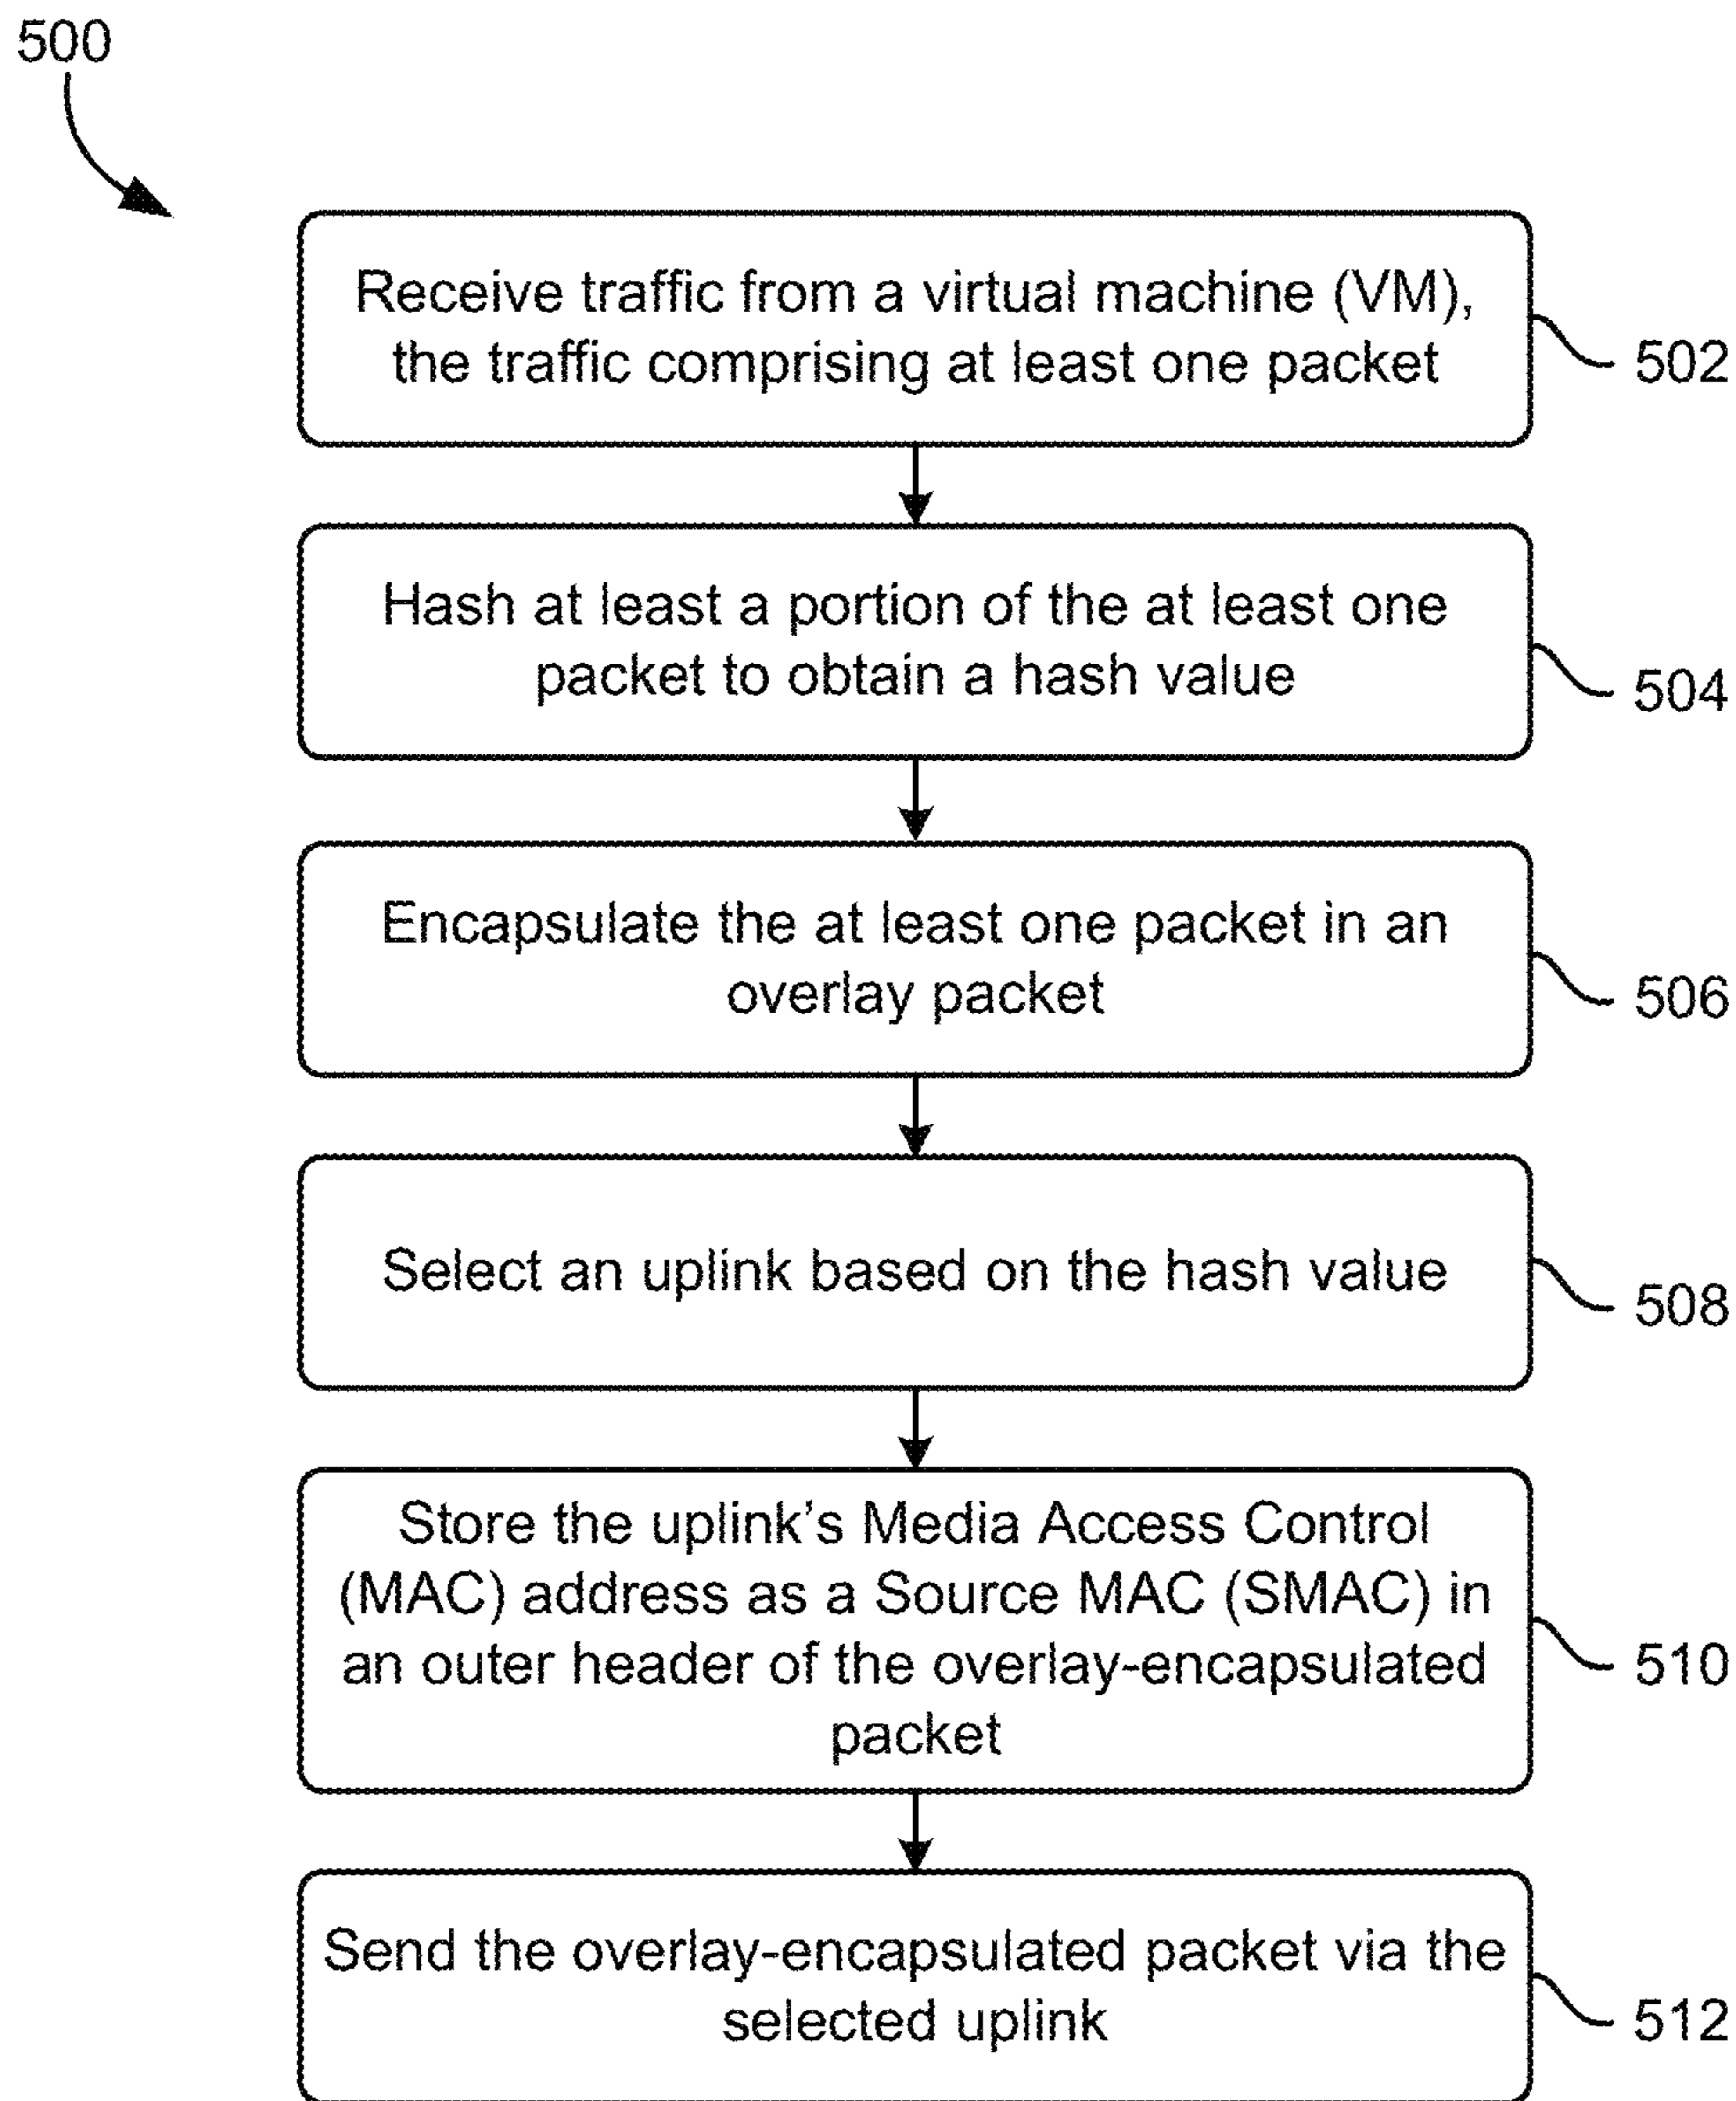 500
Receive traffic from a virtual machine (VM),
the traffic comprising at least one packet
502
Hash at least a portion of the at least one
packet to obtain a hash value
504
Encapsulate the at least one packet in an
overlay packet
506
Select an uplink based on the hash value
508
Store the uplink’s Media Access Control
(MAC) address as a Source MAC (SMAC) in
an outer header of the overlay-encapsulated
packet
510
Send the overlay-encapsulated packet via the
selected uplink
512